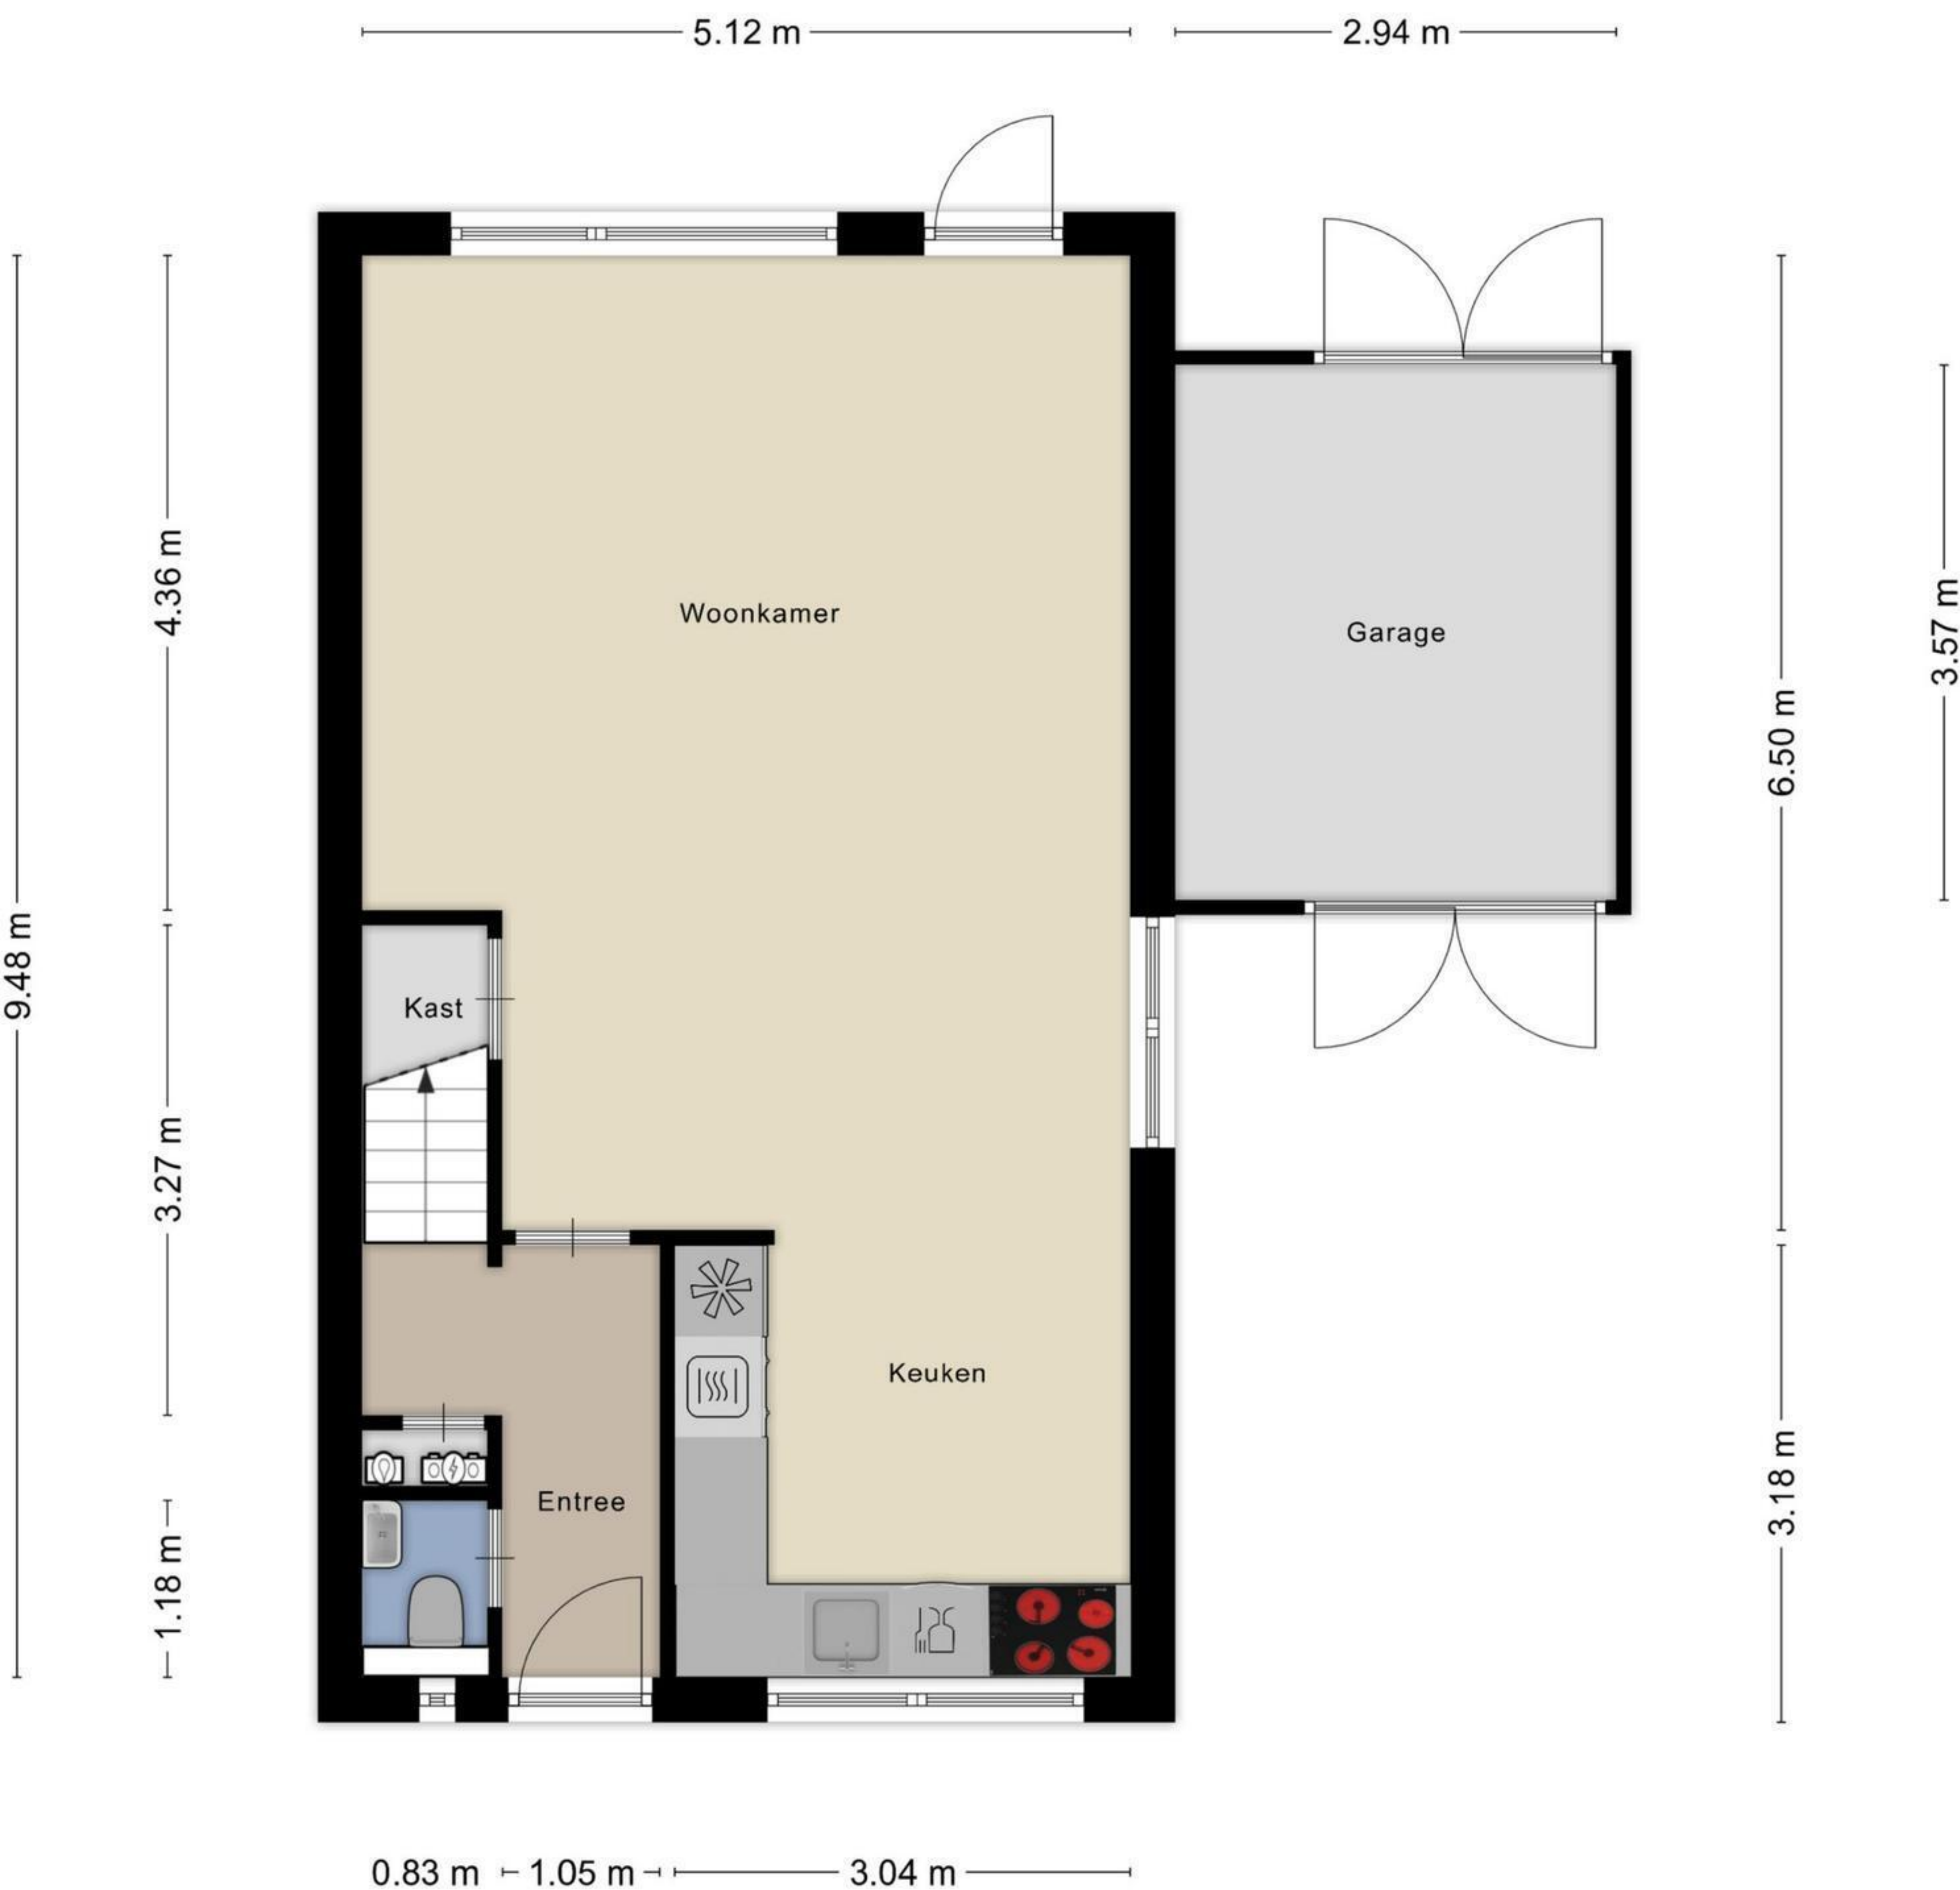 5.12 m
2.94 m
4.36 m
Woonkamer
Garage
3.57 m
6.50 m
9.48 m
Kast
3.27 m
Keuken
3.18 m
Entree
1.18 m
0.83 m
1.05 m
3.04 m